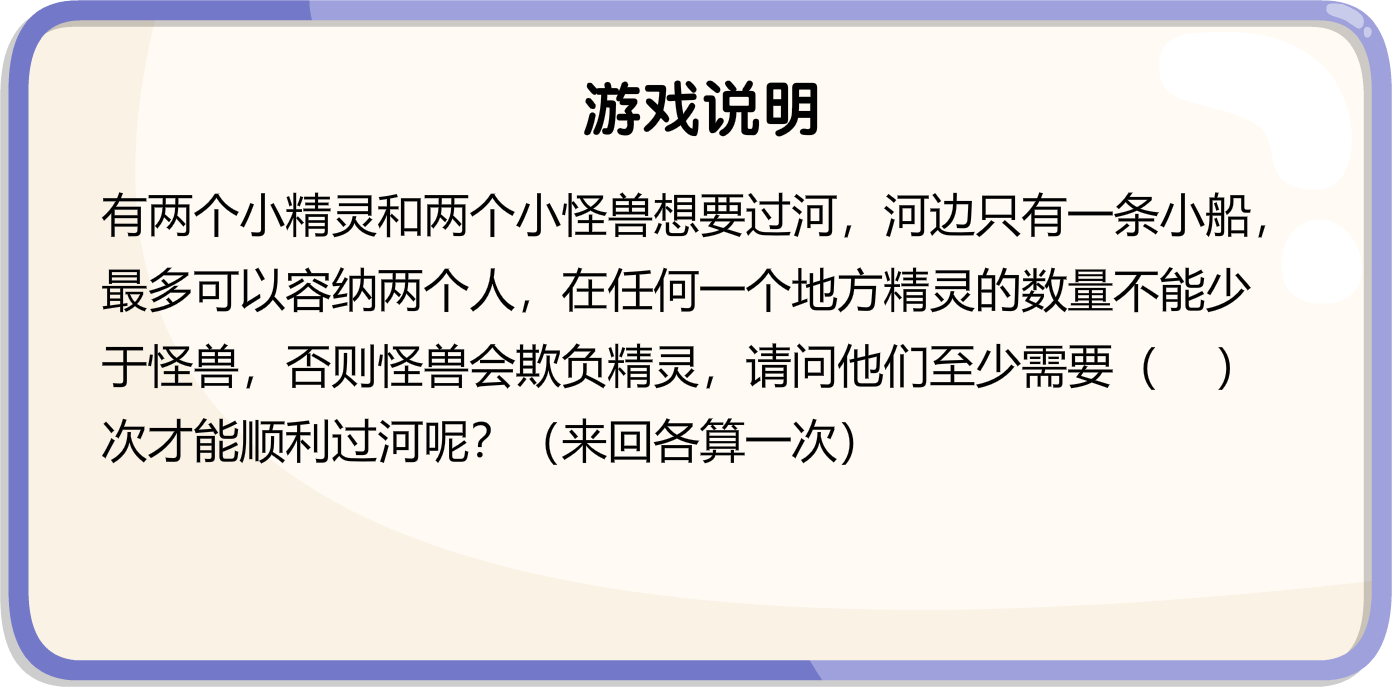 游戏说明
有两个小精灵和两个小怪兽想要过河，河边只有一条小船，
最多可以容纳两个人，在任何一个地方精灵的数量不能少
于怪兽，否则怪兽会欺负精灵，请问他们至少需要（　）
次才能顺利过河呢？（来回各算一次）